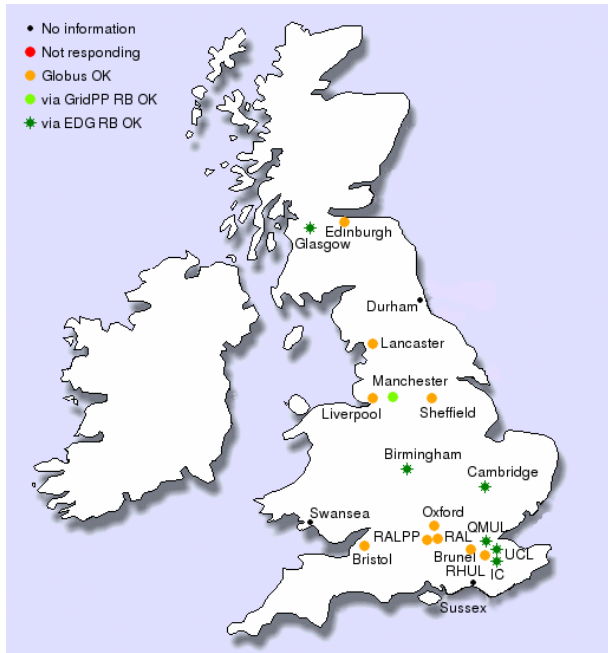 No information
Not responding
Globus OK
via GridPP RB OK
via EDG RB OK
Edinburgh
Glasgow
Durham
Lancaster
Manchester
Liverpool
Sheffield
Birmingham
Cambridge
Swansea
Oxford
QMUL
RALPP
RAL
UCL
Bristol
Brunel
RHUL
IC
Sussex